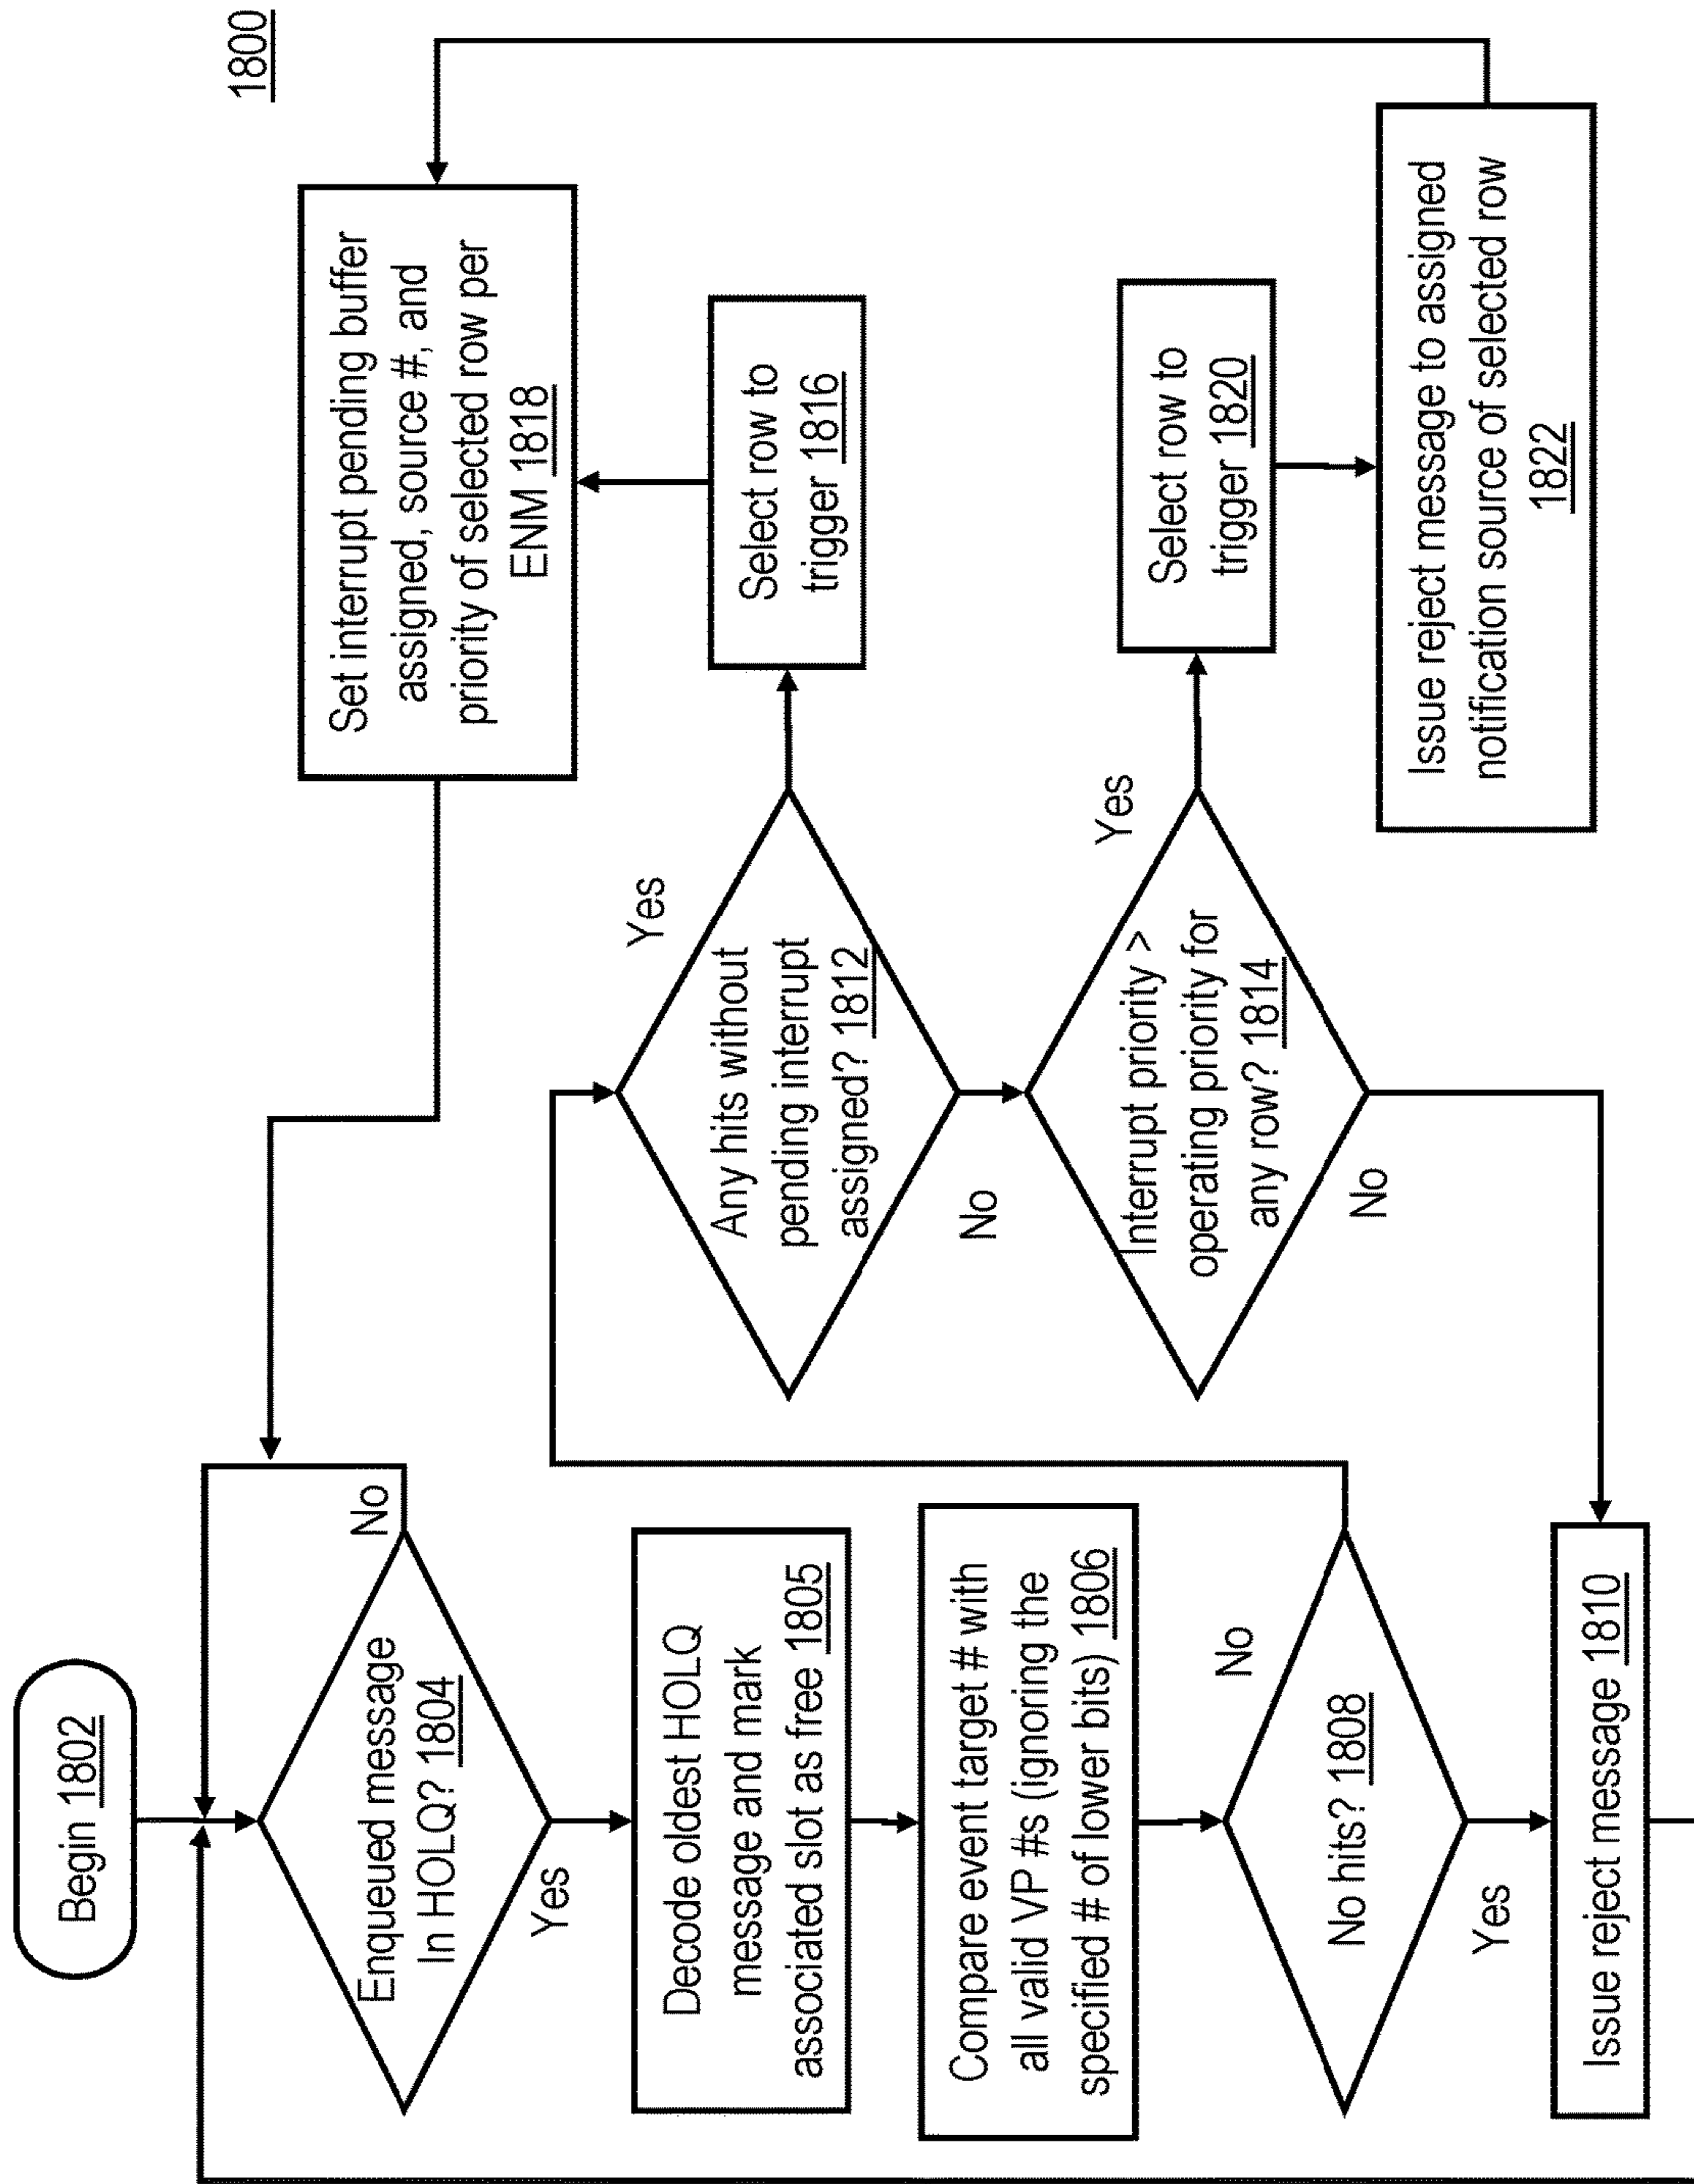 1800
Begin 1802
Enqueued message
In HOLQ? 1804
No
Yes
Decode oldest HOLQ
message and mark
associated slot as free 1805
Compare event target # with
all valid VP #s (ignoring the
specified # of lower bits) 1806
No hits? 1808
No
Yes
Issue reject message 1810
Any hits without
pending interrupt
assigned? 1812
Yes
No
Interrupt priority >
operating priority for
any row? 1814
Yes
No
Set interrupt pending buffer
assigned, source #, and
priority of selected row per
ENM 1818
Select row to
trigger 1816
Select row to
trigger 1820
Issue reject message to assigned
notification source of selected row
1822